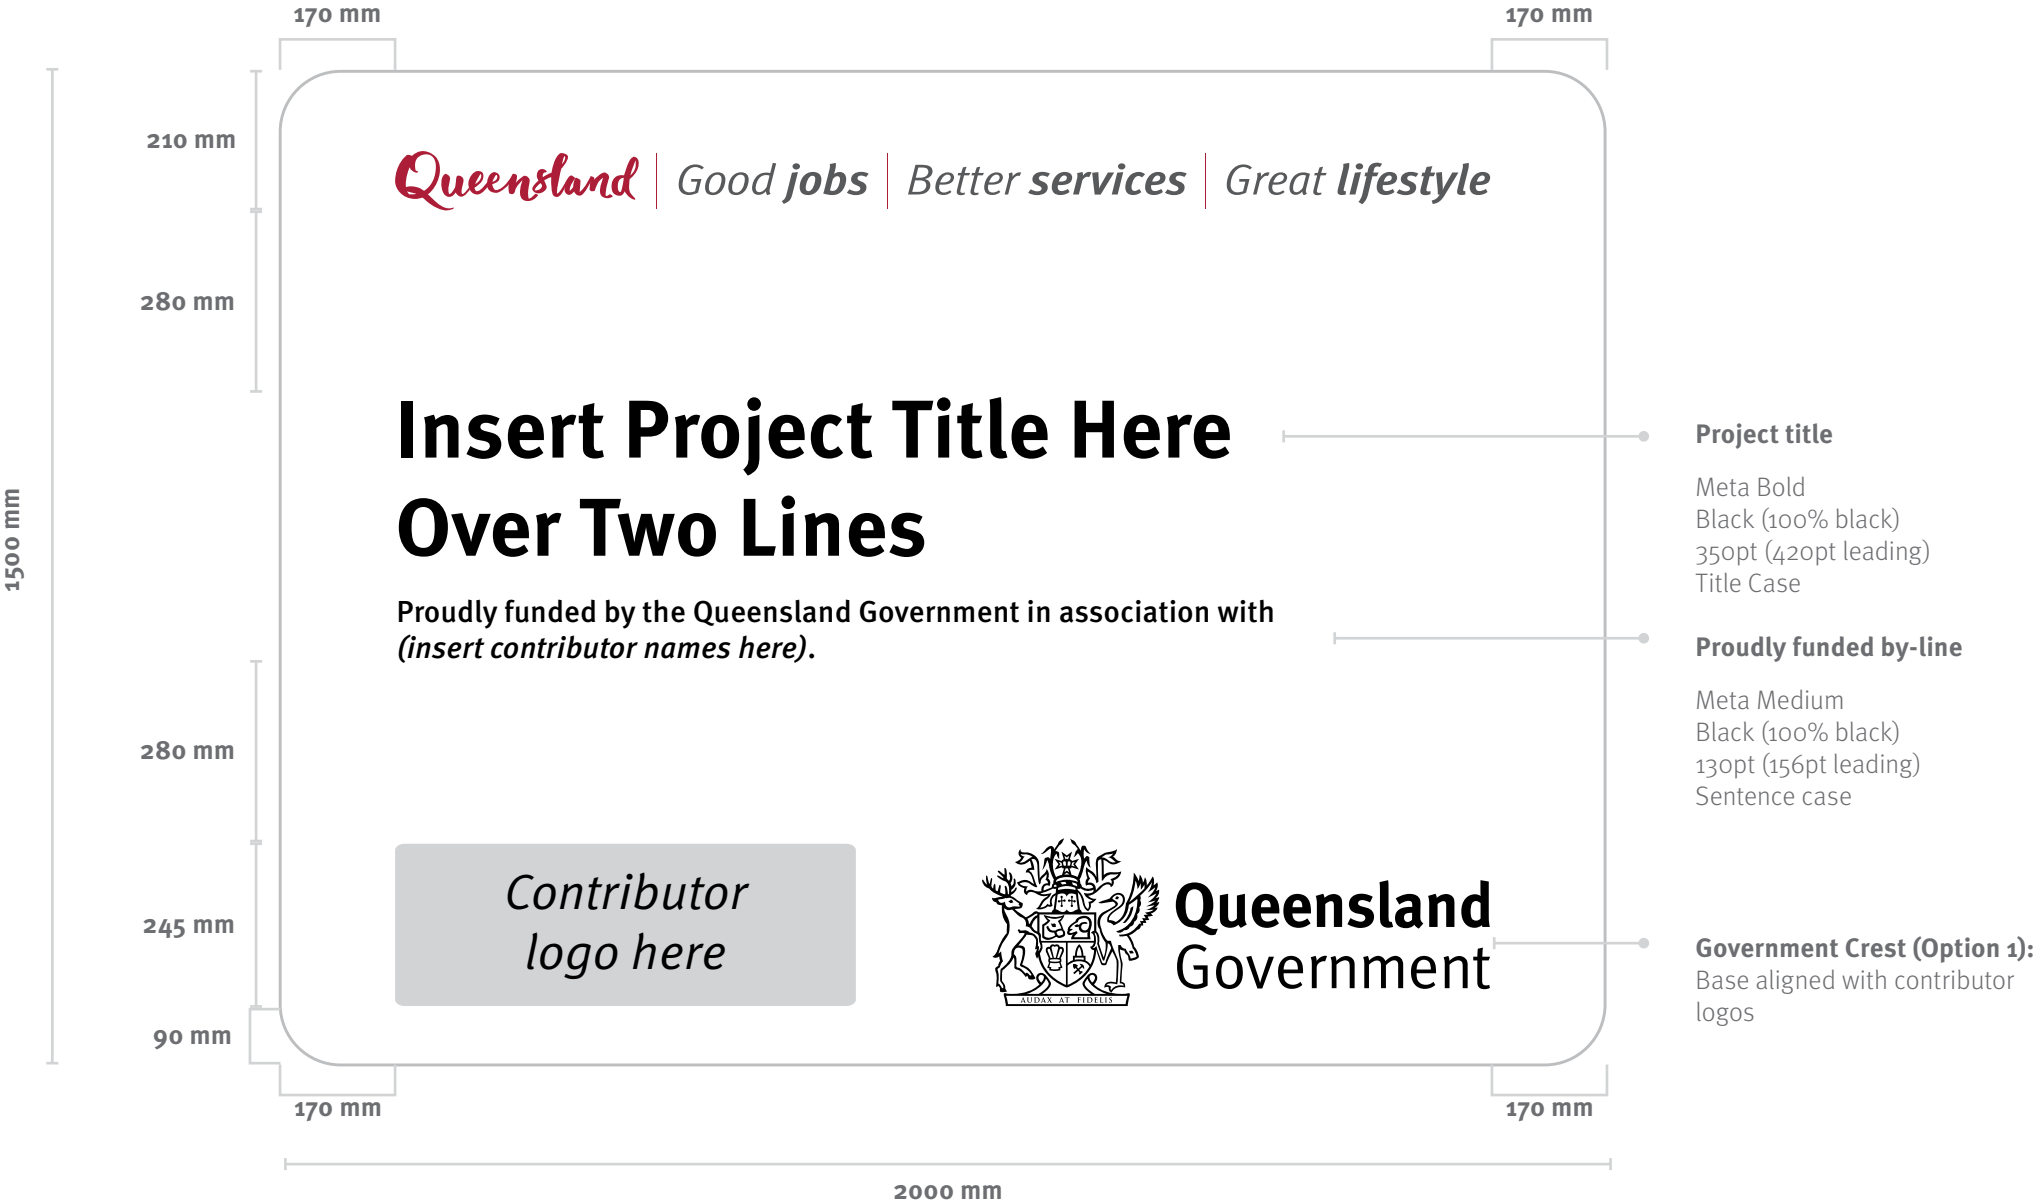 170 mm
170 mm
210 mm
Queensland | Good jobs | Better services | Great lifestyle
280 mm
1500 mm
Insert Project Title Here
Over Two Lines
Proudly funded by the Queensland Government in association with
(insert contributor names here).
Project title
Meta Bold
Black (100% black)
350pt (420pt leading)
Title Case
Proudly funded by-line
Meta Medium
Black (100% black)
130pt (156pt leading)
Sentence case
280 mm
245 mm
Contributor
logo here
AUDAX AT FIDELIS
Queensland
Government
Government Crest (Option 1):
Base aligned with contributor
logos
90 mm
170 mm
170 mm
2000 mm